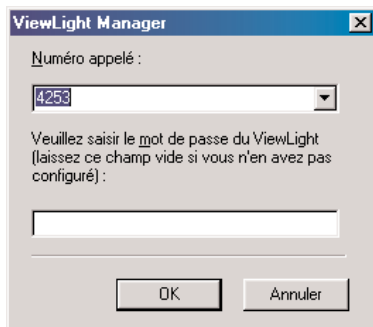 ViewLight Manager
Numéro appelé :
4253
Veuillez saisir le mot de passe du ViewLight
(laissez ce champ vide si vous n'en avez pas
configuré) :
OK
Annuler